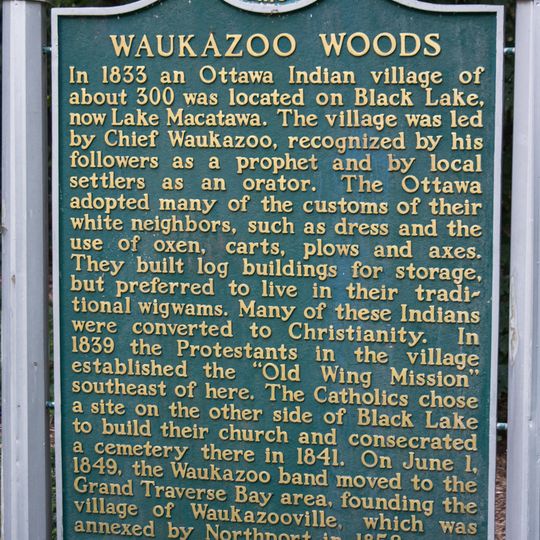 WAUKAZOO WOODS
In 1833 an Ottawa Indian village of
about 300 was located on Black Lake,
now Lake Macatawa. The village was led
by Chief Waukazoo, recognized by his
followers as a prophet and by local
settlers as an orator. The Ottawa
adopted many of the customs of their
white neighbors, such as dress and the
use of oxen, carts, plows and axes.
They built log buildings for storage,
but preferred to live in their tradi-
tional wigwams. Many of these Indians
were converted to Christianity. In
1839 the Protestants in the village
established the "Old Wing Mission"
southeast of here. The Catholics chose
a site on the other side of Black Lake
to build their church and consecrated
a cemetery there in 1841. On June 1,
1849, the Waukazoo band moved to the
Grand Traverse Bay area, founding the
village of Waukazooville, which was
annexed by Northport in